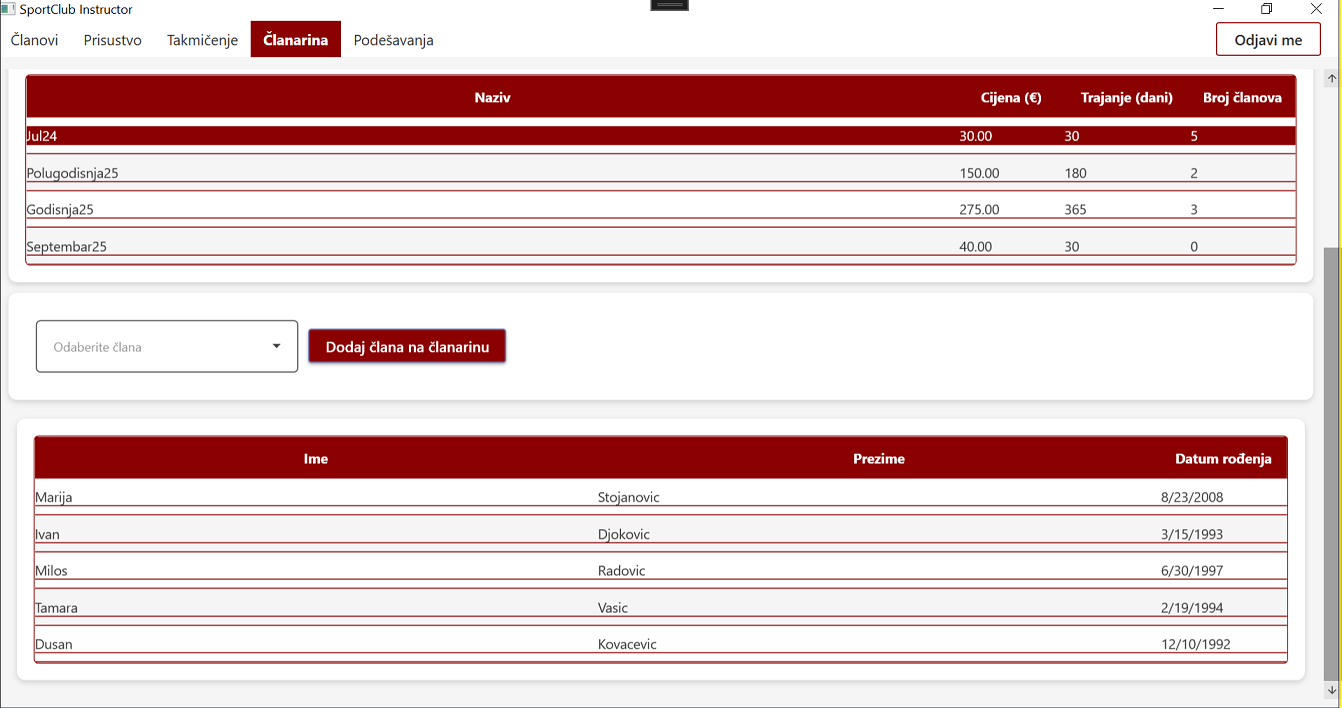 SportClub Instructor
Članovi Prisustvo Takmičenje Članarina Podešavanja Odjavi me
Naziv Cijena (€) Trajanje (dani) Broj članova
Jul24 30.00 30 5
Polugodisnja25 150.00 180 2
Godisnja25 275.00 365 3
Septembar25 40.00 30 0
Odaberite člana Dodaj člana na članarinu
Ime Prezime Datum rođenja
Marija Stojanovic 8/23/2008
Ivan Djokovic 3/15/1993
Milos Radovic 6/30/1997
Tamara Vasic 2/19/1994
Dusan Kovacevic 12/10/1992